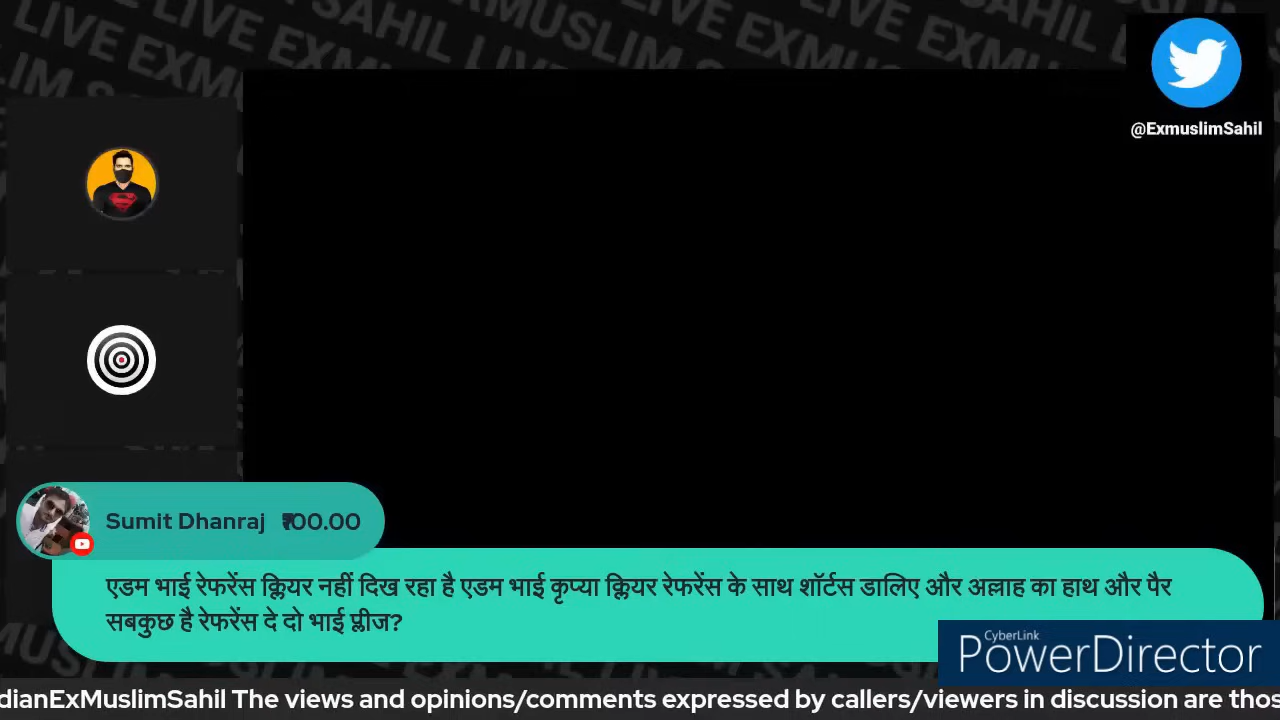 @ExmuslimSahil
Sumit Dhanraj ₹100.00
एडम भाई रेफरेंस क्लियर नहीं दिख रहा है एडम भाई कृप्या क्लियर रेफरेंस के साथ शॉर्टस डालिए और अल्लाह का हाथ और पैर
सबकुछ है रेफरेंस दे दो भाई प्लीज?
CyberLink
PowerDirector
dianExMuslimSahil The views and opinions/comments expressed by callers/viewers in discussion are thos